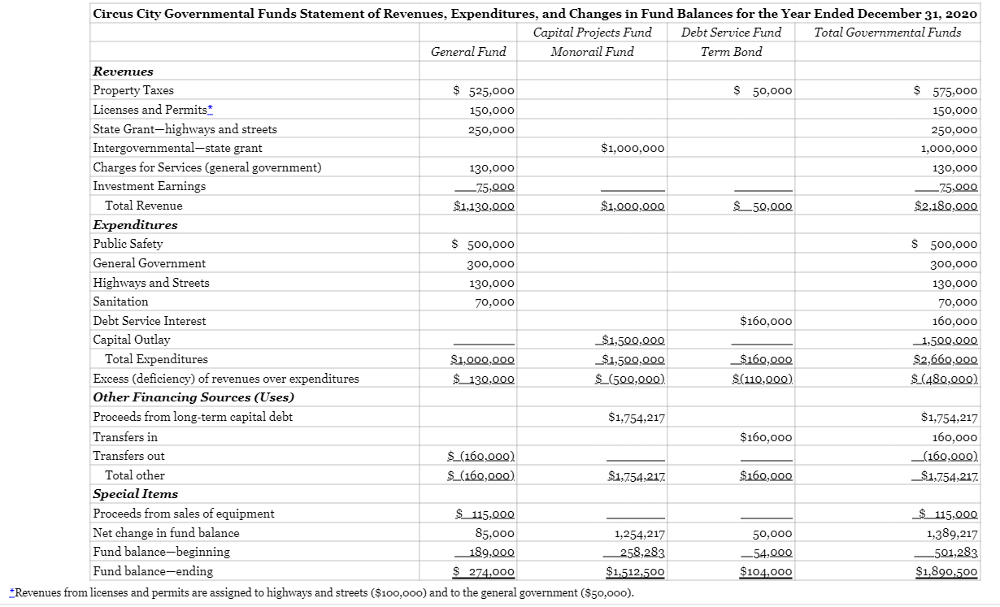 Circus City Governmental Funds Statement of Revenues, Expenditures, and Changes in Fund Balances for the Year Ended December 31, 2020
Capital Projects Fund Debt Service Fund Total Governmental Funds
General Fund Monorail Fund Term Bond
Revenues
Property Taxes $ 525,000 $ 50,000 $ 575,000
Licenses and Permits* 150,000 150,000
State Grant—highways and streets 250,000 250,000
Intergovernmental—state grant $1,000,000 1,000,000
Charges for Services (general government) 130,000 130,000
Investment Earnings 75,000 75,000
Total Revenue $1,130,000 $1,000,000 $ 50,000 $2,180,000
Expenditures
Public Safety $ 500,000 $ 500,000
General Government 300,000 300,000
Highways and Streets 130,000 130,000
Sanitation 70,000 70,000
Debt Service Interest $160,000 160,000
Capital Outlay $1,500,000 1,500,000
Total Expenditures $1,000,000 $1,500,000 $160,000 $2,660,000
Excess (deficiency) of revenues over expenditures $ 130,000 $ (500,000) $(110,000) $ (480,000)
Other Financing Sources (Uses)
Proceeds from long-term capital debt $1,754,217 $1,754,217
Transfers in $160,000 160,000
Transfers out $ (160,000) (160,000)
Total other $ (160,000) $1,754,217 $160,000 $1,754,217
Special Items
Proceeds from sales of equipment $ 115,000 $ 115,000
Net change in fund balance 85,000 1,254,217 50,000 1,389,217
Fund balance—beginning 189,000 258,283 54,000 501,283
Fund balance—ending $ 274,000 $1,512,500 $104,000 $1,890,500
*Revenues from licenses and permits are assigned to highways and streets ($100,000) and to the general government ($50,000).